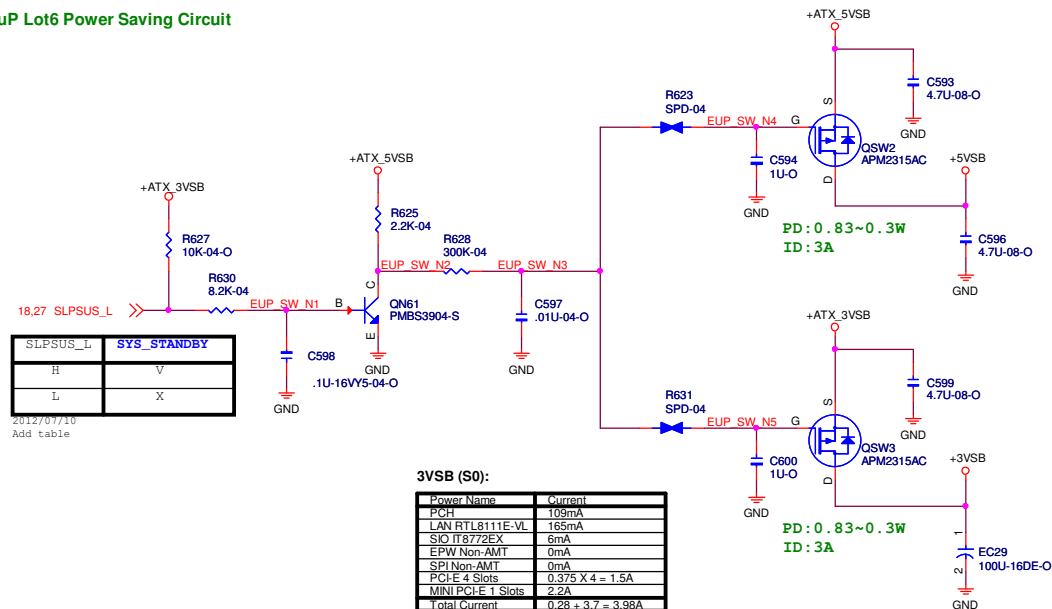 uP Lot6 Power Saving Circuit
+ATX_5VSB
C593
4.7U-08-O
GND
R623
SPD-04
EUP_SW_N4
G
S
D
QSW2
APM2315AC
C594
1U-O
GND
+5VSB
C596
4.7U-08-O
GND
PD:0.83~0.3W
ID:3A
+ATX_3VSB
R627
10K-04-O
+ATX_5VSB
R625
2.2K-04
R628
300K-04
EUP_SW_N2
EUP_SW_N3
R630
8.2K-04
18,27 SLPSUS_L
EUP_SW_N1
B
C
E
QN61
PMBS3904-S
GND
C597
.01U-04-O
GND
C598
.1U-16VY5-04-O
GND
SLPSUS_L SYS_STANDBY
H V
L X
2012/07/10
Add table
+ATX_3VSB
C599
4.7U-08-O
GND
R631
SPD-04
EUP_SW_N5
G
S
D
QSW3
APM2315AC
C600
1U-O
GND
+3VSB
1
2
EC29
100U-16DE-O
GND
PD:0.83~0.3W
ID:3A
3VSB (S0):
Power Name Current
PCH 109mA
LAN RTL8111E-VL 165mA
SIO IT8772EX 6mA
EPW Non-AMT 0mA
SPI Non-AMT 0mA
PCI-E 4 Slots 0.375 X 4 = 1.5A
MINI PCI-E 1 Slots 2.2A
Total Current 0.28 + 3.7 = 3.98A